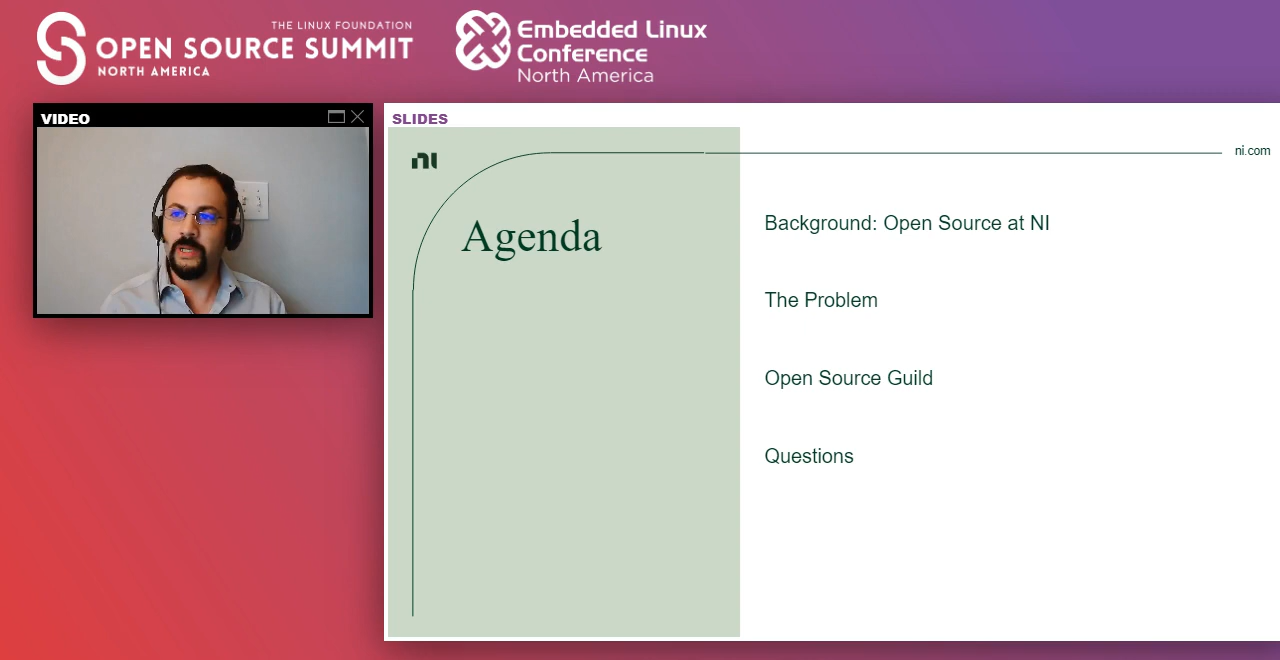 THE LINUX FOUNDATION
OPEN SOURCE SUMMIT
NORTH AMERICA
Embedded Linux
Conference
North America
VIDEO
SLIDES
ni
ni.com
Agenda
Background: Open Source at NI
The Problem
Open Source Guild
Questions